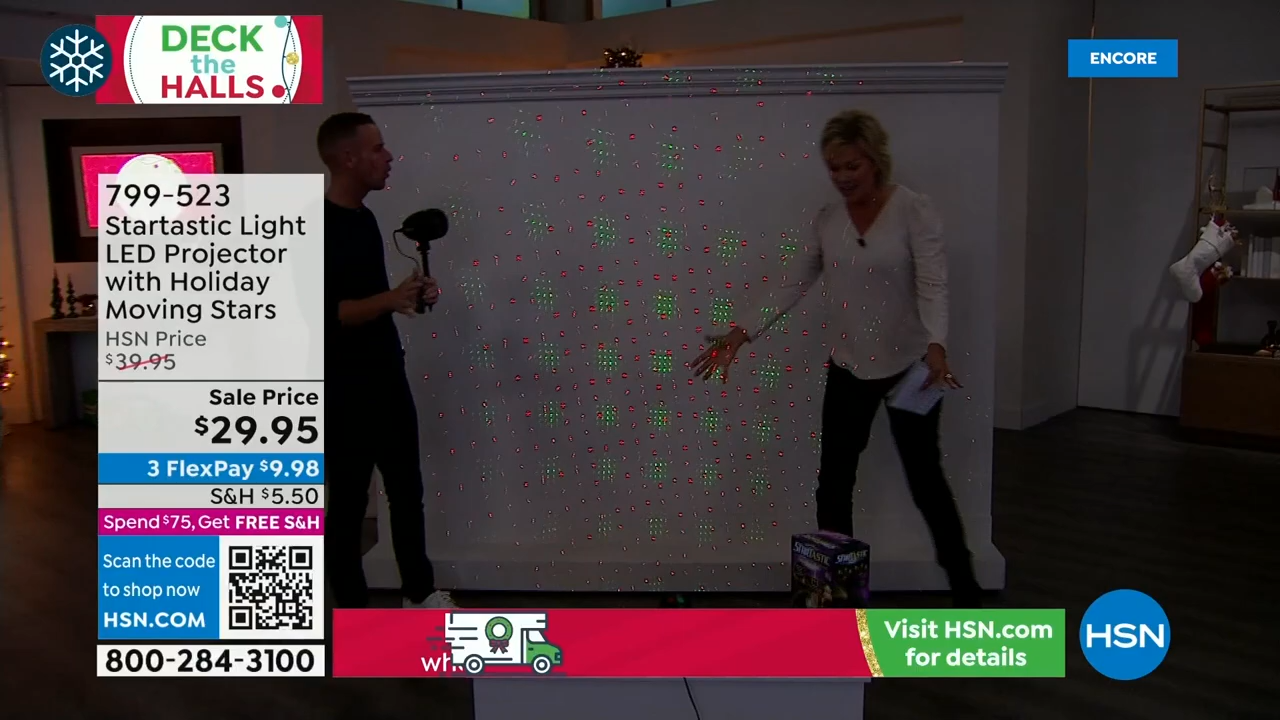 DECK
the
HALLS
ENCORE
799-523
Startastic Light
LED Projector
with Holiday
Moving Stars
HSN Price
$39.95
Sale Price
$29.95
3 FlexPay $9.98
S&H $5.50
Spend $75, Get FREE S&H
Scan the code
to shop now
HSN.COM
800-284-3100
STARTASTIC
STARTASTIC
Visit HSN.com
for details
HSN